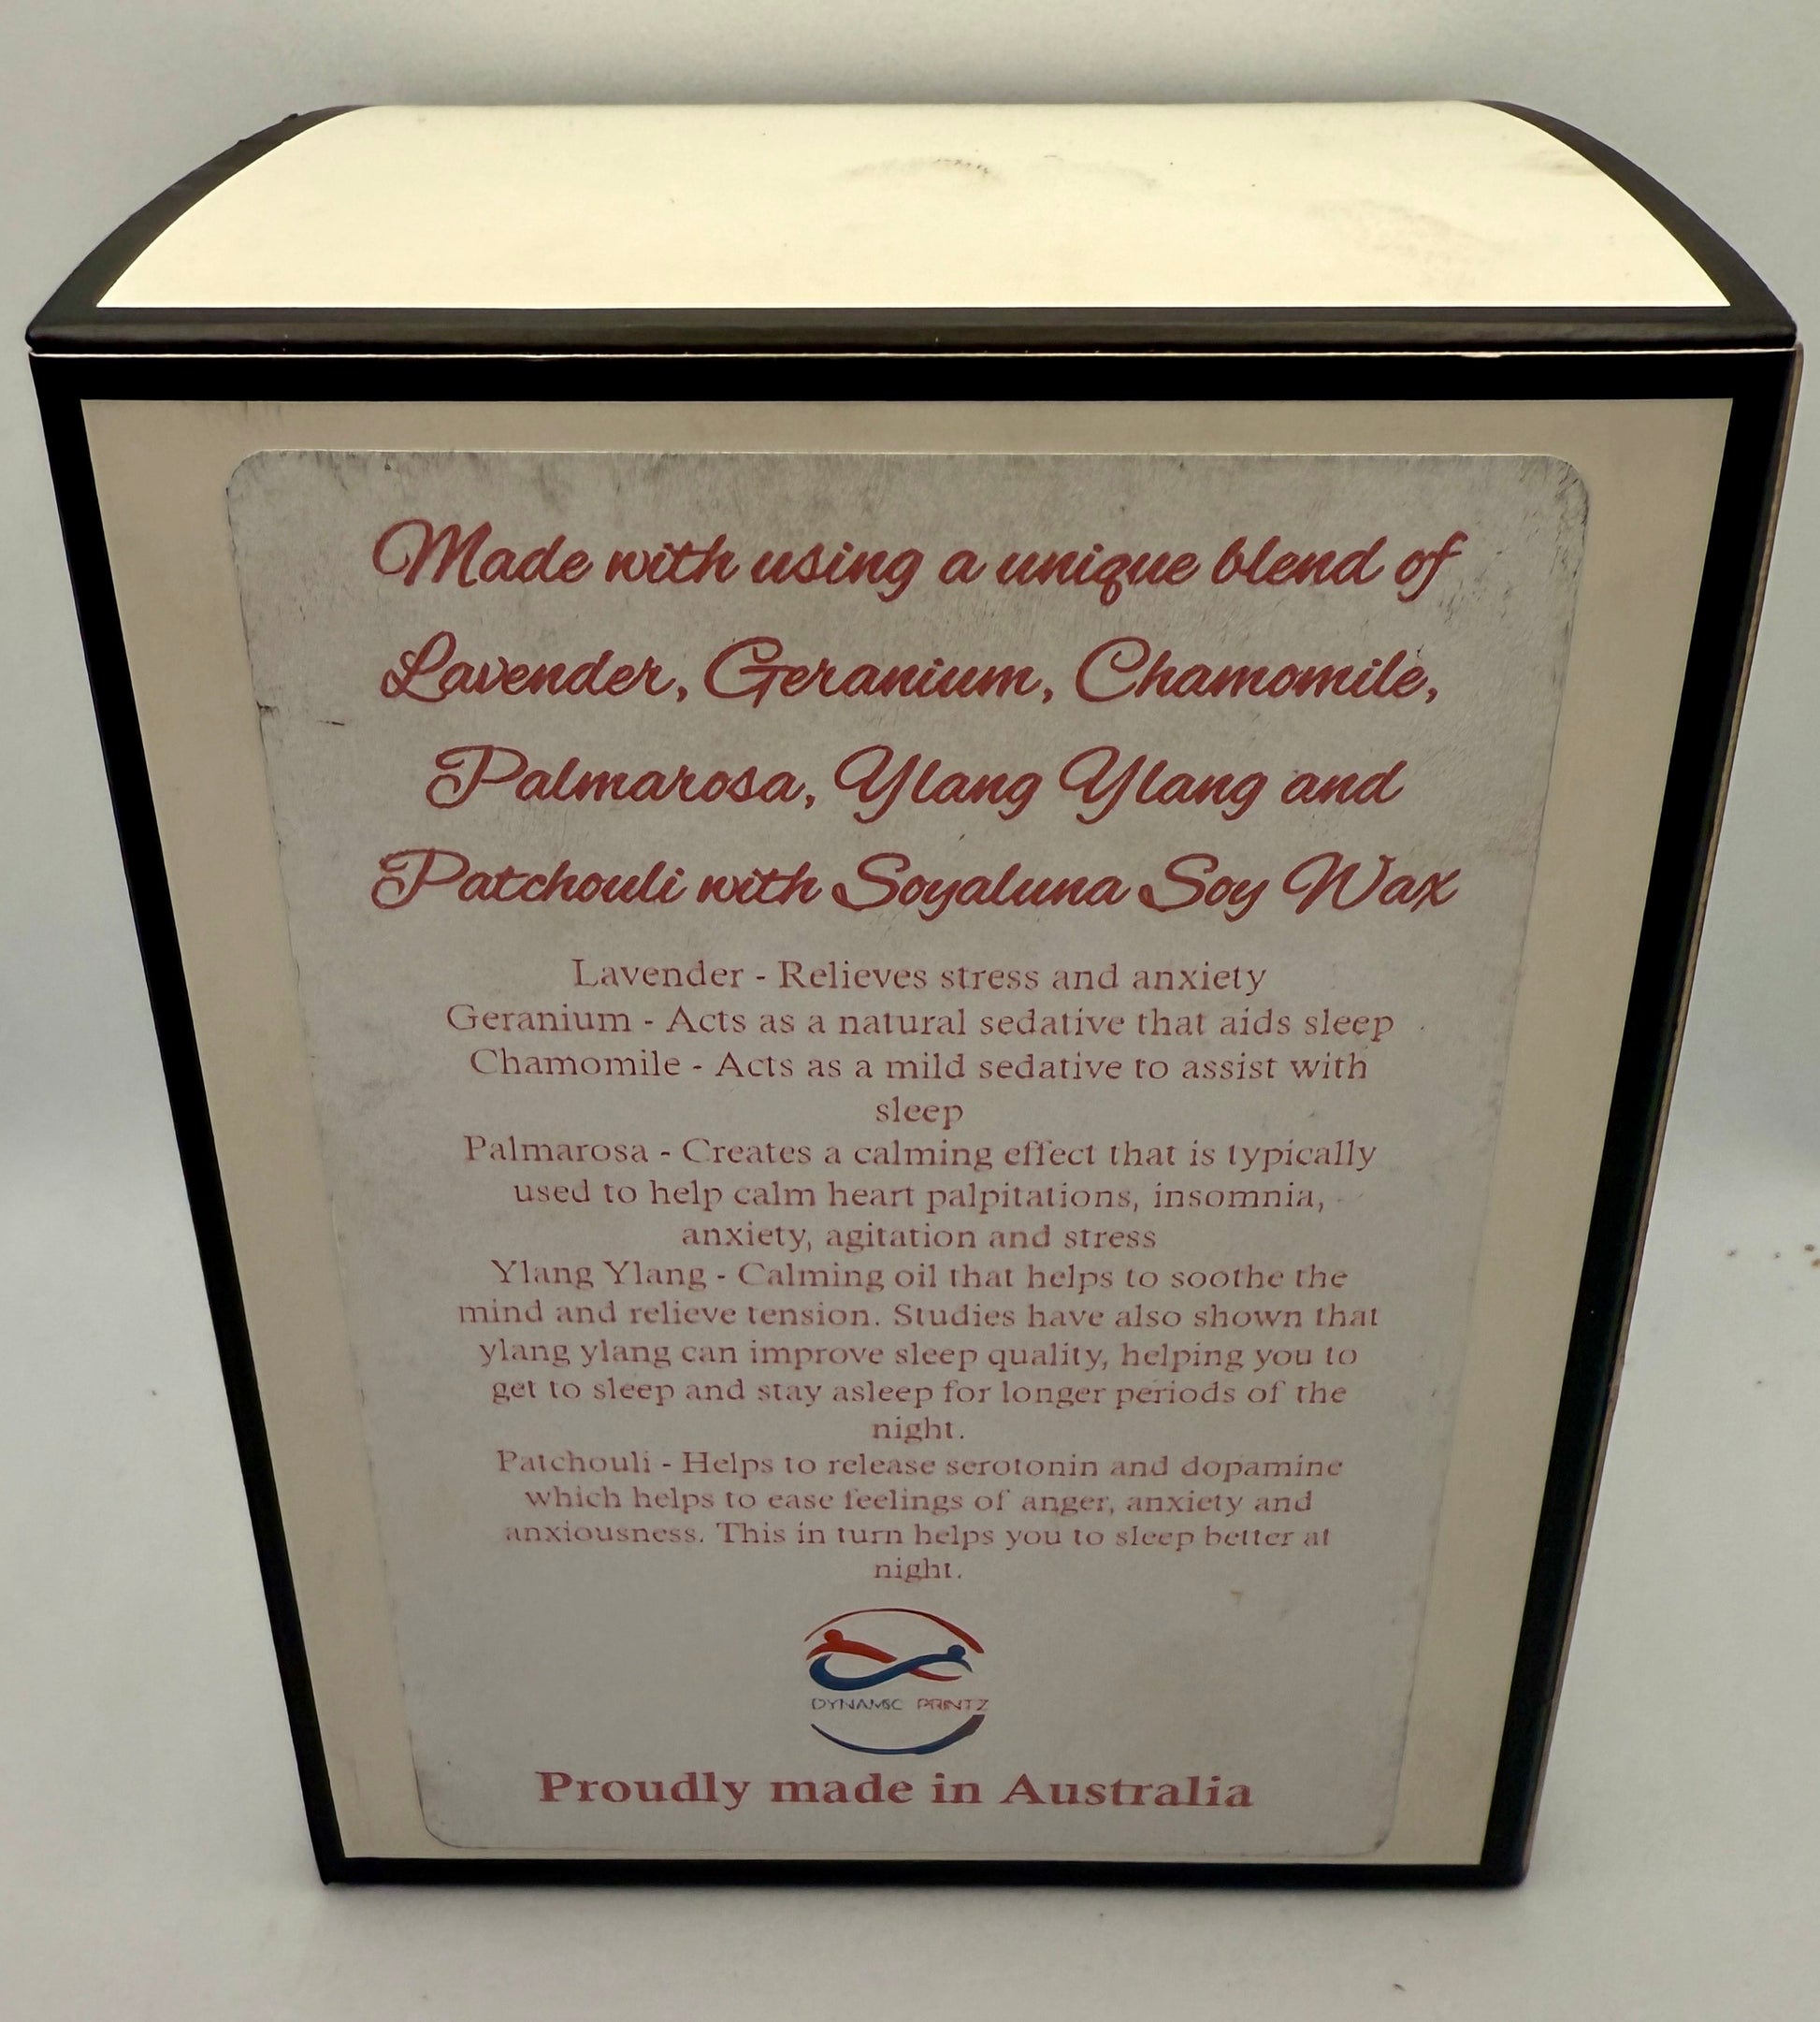 Made with using a unique blend of
Lavender, Geranium, Chamomile,
Palmarosa, Ylang Ylang and
Patchouli with Soyaluna Soy Wax
Lavender - Relieves stress and anxiety
Geranium - Acts as a natural sedative that aids sleep
Chamomile - Acts as a mild sedative to assist with
sleep
Palmarosa - Creates a calming effect that is typically
used to help calm heart palpitations, insomnia,
anxiety, agitation and stress
Ylang Ylang - Calming oil that helps to soothe the
mind and relieve tension. Studies have also shown that
ylang ylang can improve sleep quality, helping you to
get to sleep and stay asleep for longer periods of the
night.
Patchouli - Helps to release serotonin and dopamine
which helps to ease feelings of anger, anxiety and
anxiousness. This in turn helps you to sleep better at
night.
DYNAMIC PRINTZ
Proudly made in Australia